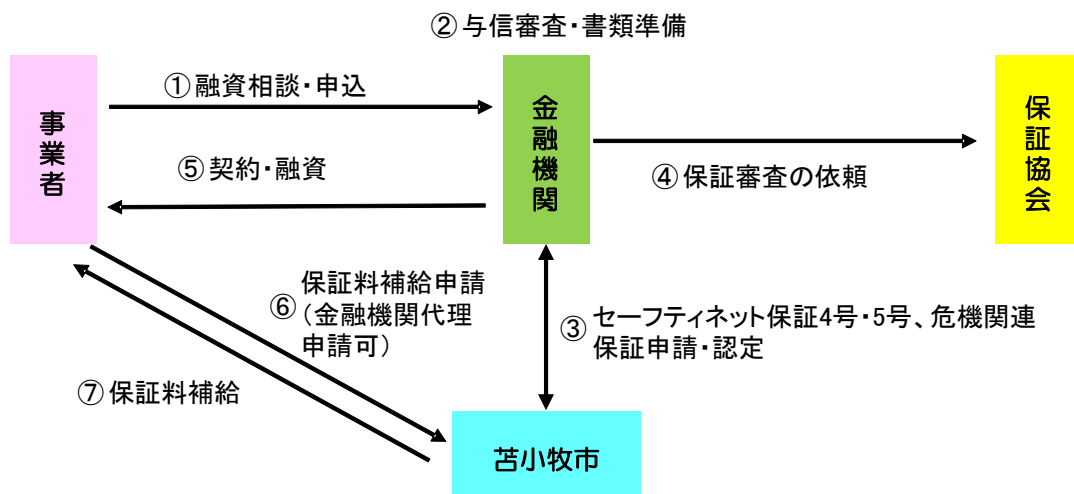 ②与信審査・書類準備
事業者
①融資相談・申込
金融機関
保証協会
⑤契約・融資
④保証審査の依頼
⑥保証料補給申請
(金融機関代理
申請可)
③セーフティネット保証4号・5号、危機関連
保証申請・認定
⑦保証料補給
苫小牧市